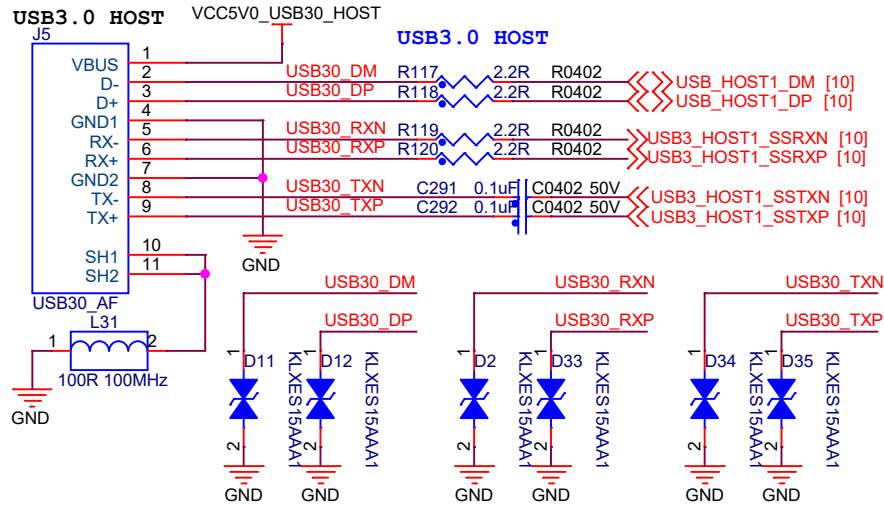 USB3.0 HOST
VCC5V0_USB30_HOST
J5
USB3.0 HOST
VBUS 1
D- 2 USB30_DM R117 2.2R R0402 USB_HOST1_DM [10]
D+ 3 USB30_DP R118 2.2R R0402 USB_HOST1_DP [10]
GND1 4
RX- 5 USB30_RXN R119 2.2R R0402 USB3_HOST1_SSRXN [10]
RX+ 6 USB30_RXP R120 2.2R R0402 USB3_HOST1_SSRXP [10]
GND2 7
TX- 8 USB30_TXN C291 0.1uF C0402 50V USB3_HOST1_SSTXN [10]
TX+ 9 USB30_TXP C292 0.1uF C0402 50V USB3_HOST1_SSTXP [10]
SH1 10
SH2 11
GND
USB30_AF
L31
1 2
100R 100MHz
GND
USB30_DM USB30_RXN USB30_TXN
USB30_DP USB30_RXP USB30_TXP
1 D11 KLXES15AAA1 2 GND
1 D12 KLXES15AAA1 2 GND
1 D2 KLXES15AAA1 2 GND
1 D33 KLXES15AAA1 2 GND
1 D34 KLXES15AAA1 2 GND
1 D35 KLXES15AAA1 2 GND